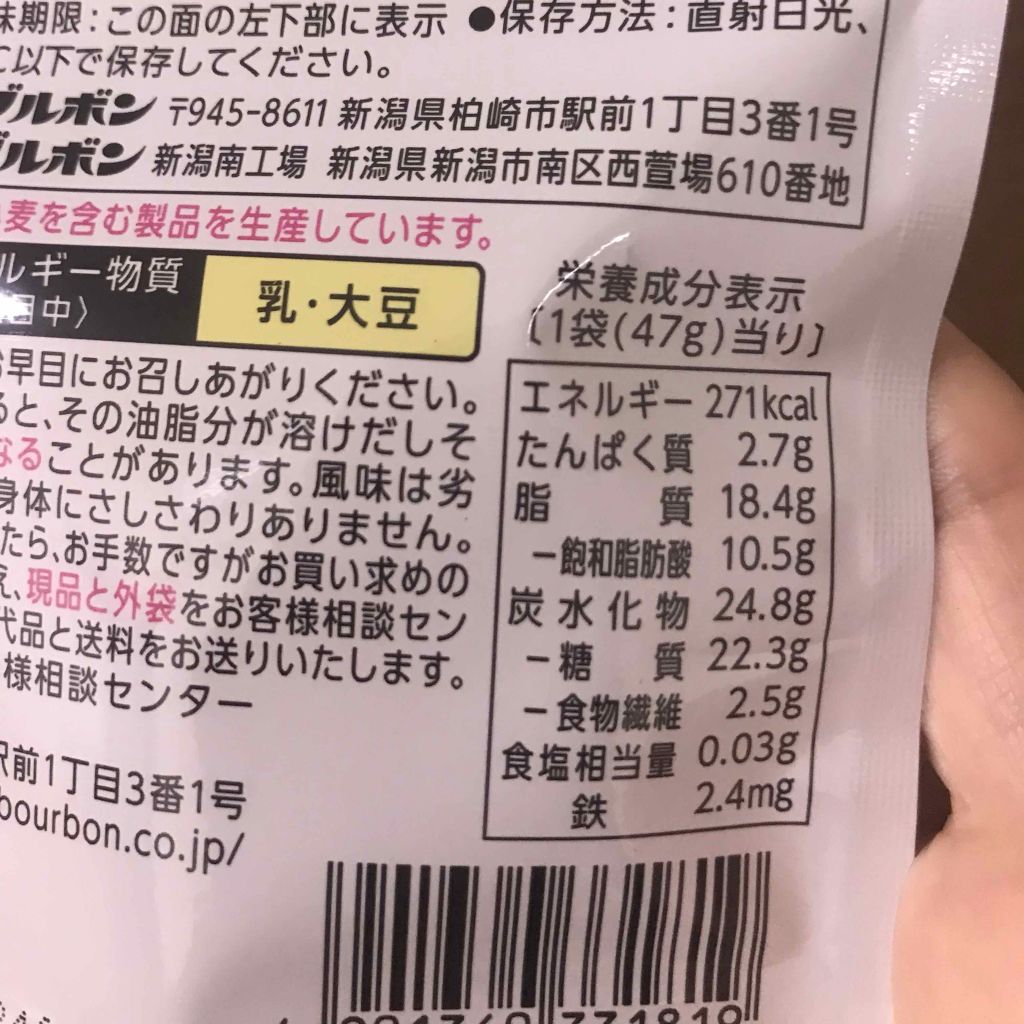 味期限：この面の左下部に表示 ●保存方法：直射日光、
℃以下で保存してください。
ブルボン 〒945-8611 新潟県柏崎市駅前1丁目3番1号
ブルボン 新潟南工場 新潟県新潟市南区西萱場610番地
麦を含む製品を生産しています。
ルギー物質
目中〉
乳・大豆
お早目にお召しあがりください。
ると、その油脂分が溶けだしそ
なることがあります。風味は劣
身体にさしさわりありません。
たら、お手数ですがお買い求めの
え、現品と外袋をお客様相談セン
代品と送料をお送りいたします。
様相談センター
駅前1丁目3番1号
bourbon.co.jp/
栄養成分表示
〔1袋(47g)当り〕
エネルギー 271kcal
たんぱく質 2.7g
脂質 18.4g
－飽和脂肪酸 10.5g
炭水化物 24.8g
－糖質 22.3g
－食物繊維 2.5g
食塩相当量 0.03g
鉄 2.4mg